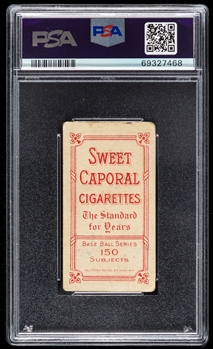 PSA
PSA
69327468
SWEET
CAPORAL
CIGARETTES
The Standard
for Years
BASE BALL SERIES
150
SUBJECTS